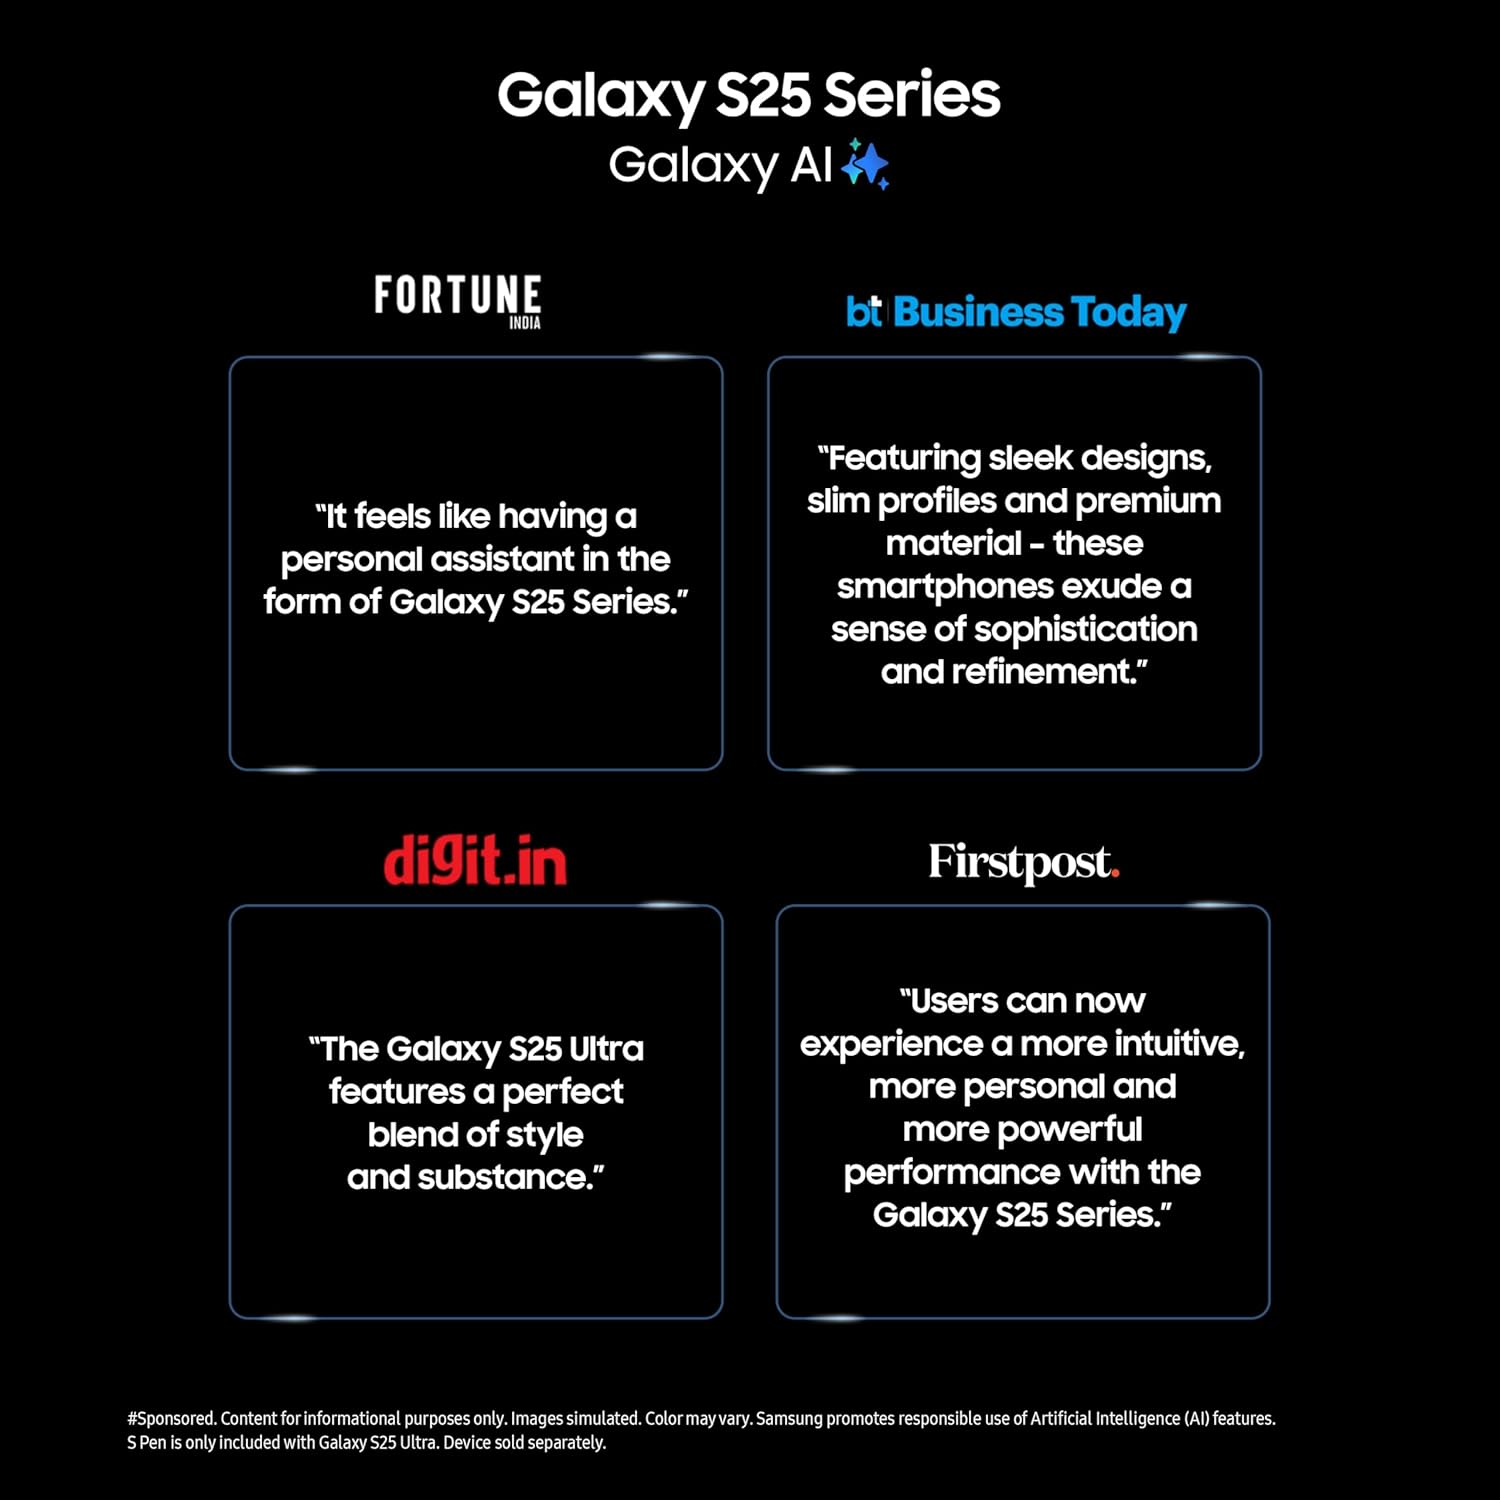 Galaxy S25 Series
Galaxy AI
FORTUNE
INDIA
"It feels like having a
personal assistant in the
form of Galaxy S25 Series."
bt Business Today
"Featuring sleek designs,
slim profiles and premium
material – these
smartphones exude a
sense of sophistication
and refinement."
digit.in
"The Galaxy S25 Ultra
features a perfect
blend of style
and substance."
Firstpost.
"Users can now
experience a more intuitive,
more personal and
more powerful
performance with the
Galaxy S25 Series."
#Sponsored. Content for informational purposes only. Images simulated. Color may vary. Samsung promotes responsible use of Artificial Intelligence (AI) features.
S Pen is only included with Galaxy S25 Ultra. Device sold separately.